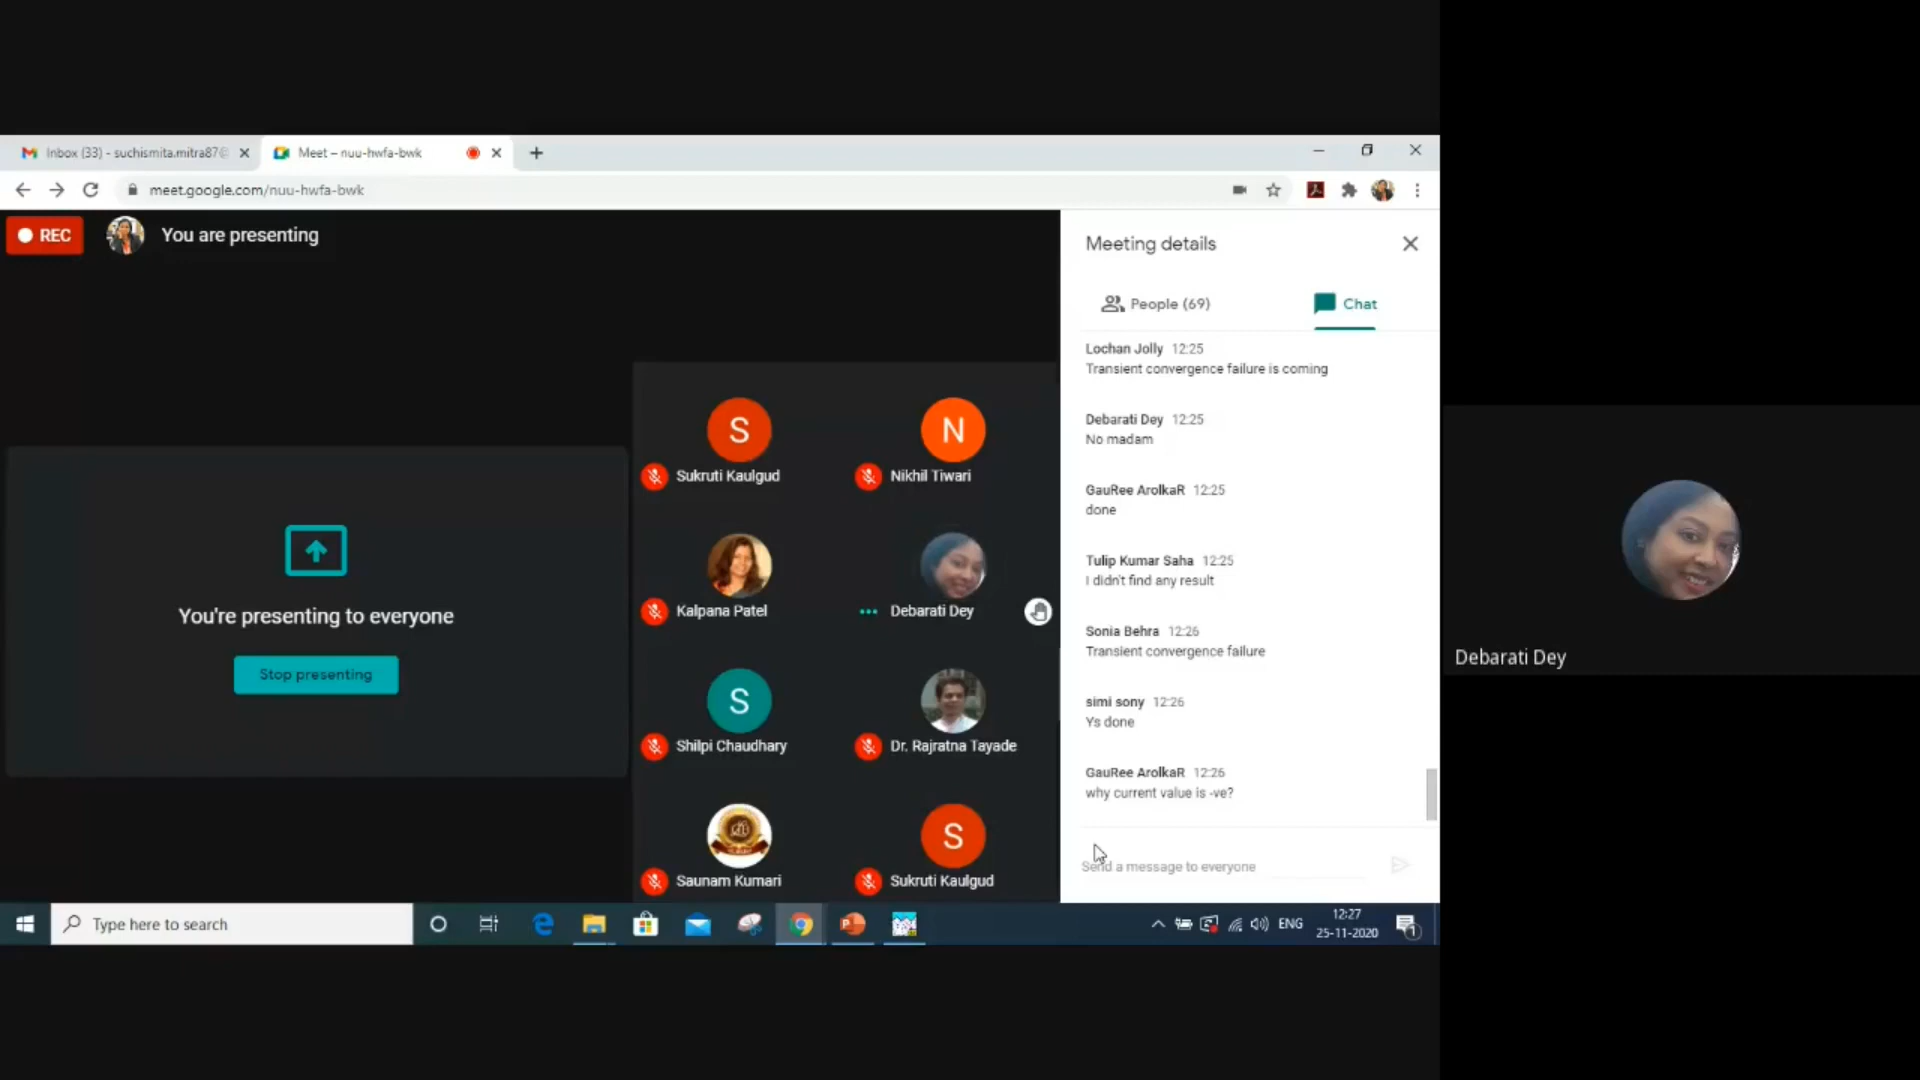 Inbox (33) - suchismita.mitra87@
Meet – nuu-hwfa-bwk
meet.google.com/nuu-hwfa-bwk
REC
You are presenting
You're presenting to everyone
Stop presenting
S
Sukruti Kaulgud
N
Nikhil Tiwari
Kalpana Patel
Debarati Dey
S
Shilpi Chaudhary
Dr. Rajratna Tayade
Saunam Kumari
S
Sukruti Kaulgud
Meeting details
People (69)
Chat
Lochan Jolly 12:25
Transient convergence failure is coming
Debarati Dey 12:25
No madam
GauRee ArolkaR 12:25
done
Tulip Kumar Saha 12:25
I didn't find any result
Sonia Behra 12:26
Transient convergence failure
simi sony 12:26
Ys done
GauRee ArolkaR 12:26
why current value is -ve?
Send a message to everyone
Debarati Dey
Type here to search
ENG
12:27
25-11-2020
1